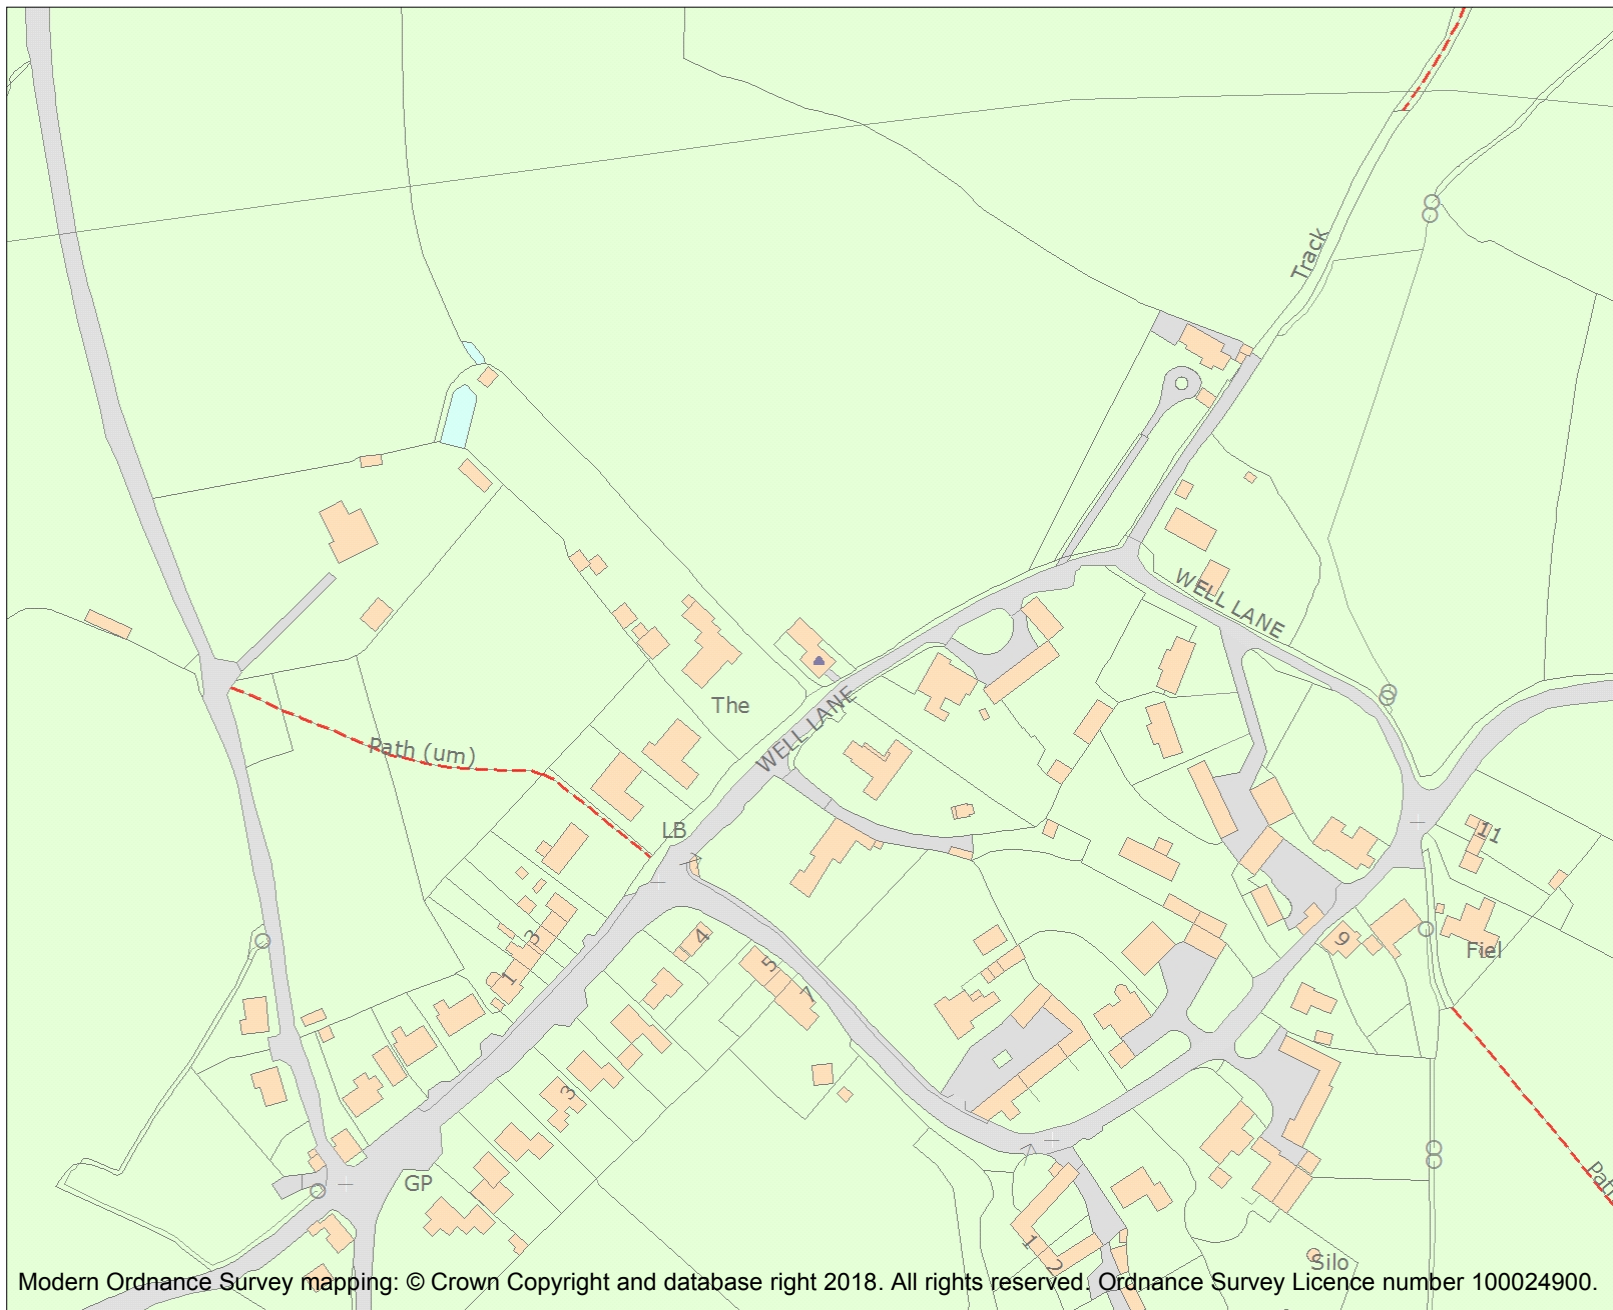 Track
WELL LANE
The
WELL LANE
Path (um)
LB
11
3
4
9
Fiel
5
1
7
3
GP
Path
1
2
Silo
Modern Ordnance Survey mapping: © Crown Copyright and database right 2018. All rights reserved. Ordnance Survey Licence number 100024900.